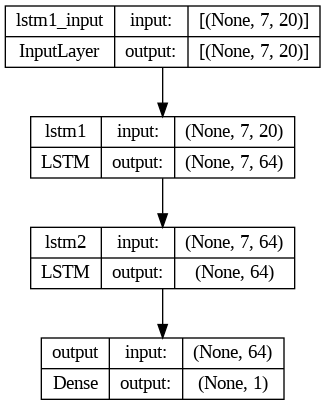 lstm1_input input: [(None, 7, 20)]
InputLayer output: [(None, 7, 20)]
lstm1 input: (None, 7, 20)
LSTM output: (None, 7, 64)
lstm2 input: (None, 7, 64)
LSTM output: (None, 64)
output input: (None, 64)
Dense output: (None, 1)